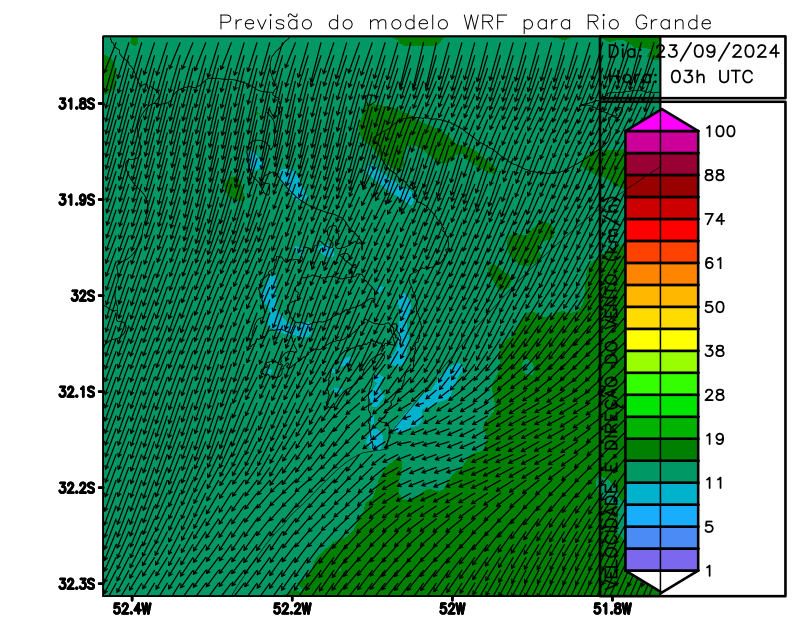 Previsão do modelo WRF para Rio Grande
Dia: 23/09/2024
Hora: 03h UTC
31.8S
31.9S
32S
32.1S
32.2S
32.3S
52.4W
52.2W
52W
51.8W
VELOCIDADE E DIREÇÃO DO VENTO (km/h)
100
88
74
61
50
38
28
19
11
5
1